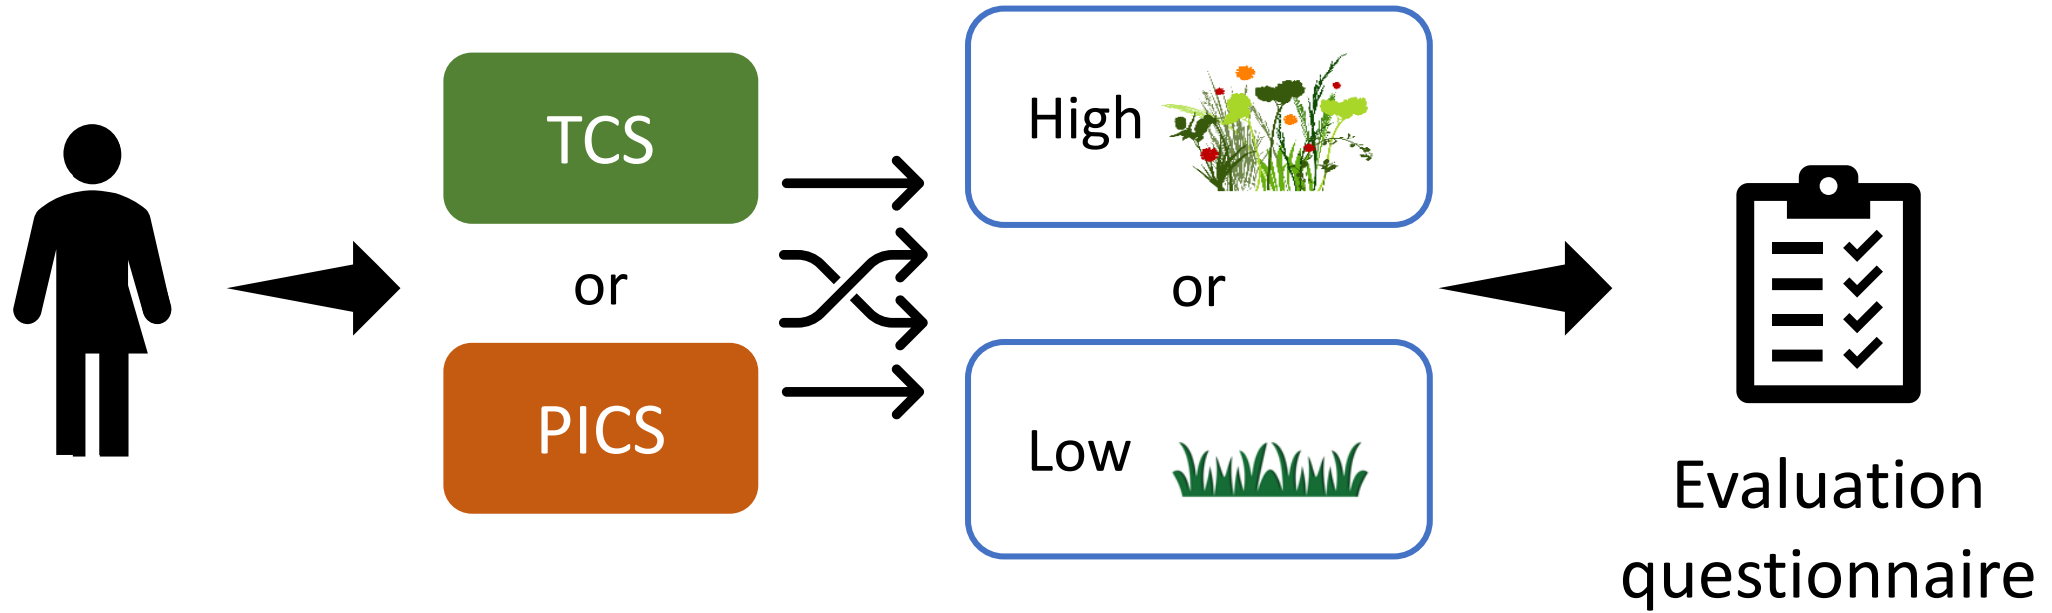 TCS
or
PICS
High
or
Low
Evaluation
questionnaire